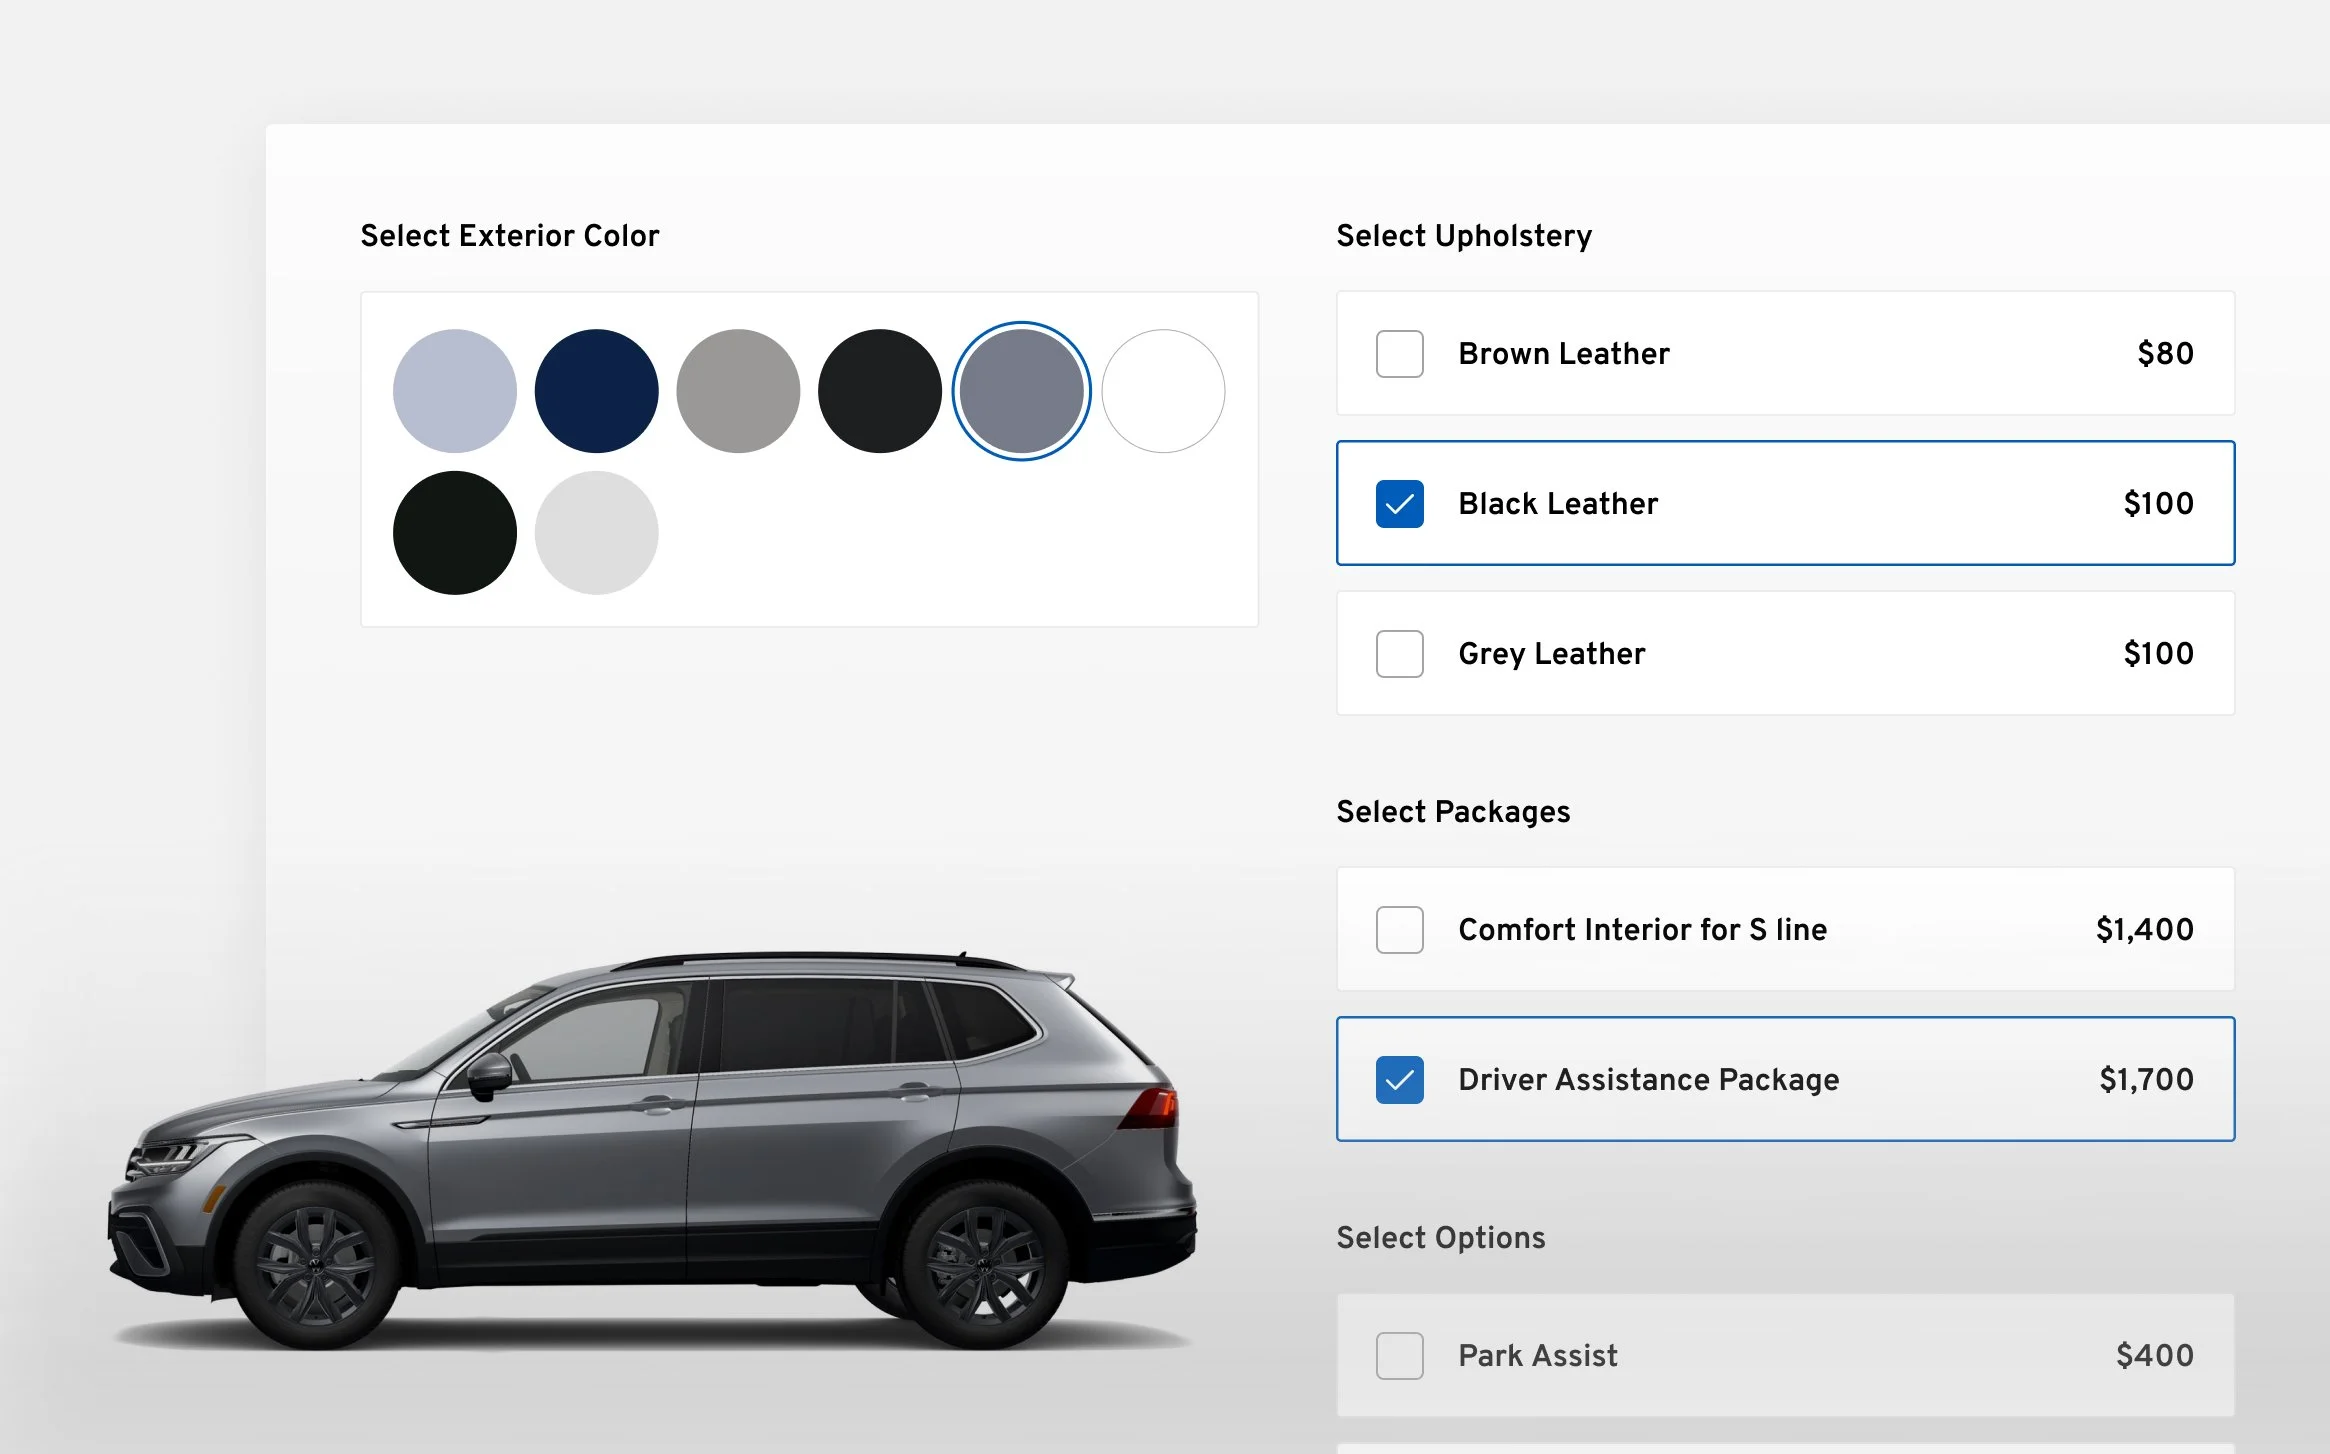 Select Exterior Color
Select Upholstery
Brown Leather $80
Black Leather $100
Grey Leather $100
Select Packages
Comfort Interior for S line $1,400
Driver Assistance Package $1,700
Select Options
Park Assist $400